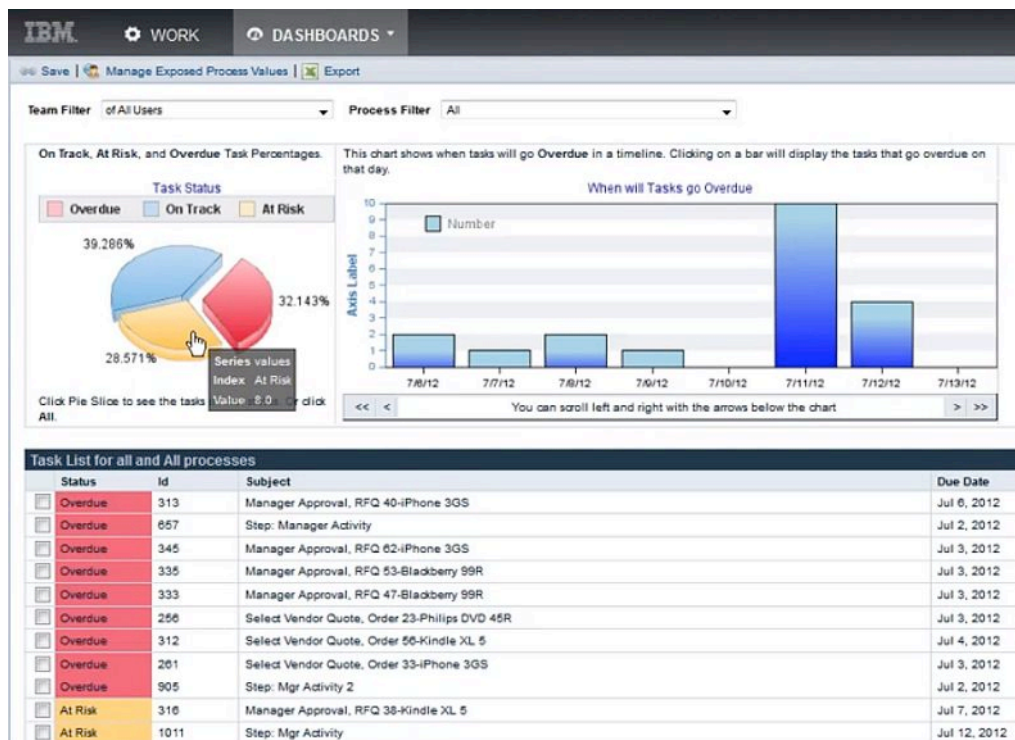 IBM. WORK DASHBOARDS
Save | Manage Exposed Process Values | Export
Team Filter of All Users Process Filter All
On Track, At Risk, and Overdue Task Percentages.
Task Status
Overdue On Track At Risk
39.286%
32.143%
28.571%
Series values
Index At Risk
Value 8.0
Click Pie Slice to see the tasks Or click
All.
This chart shows when tasks will go Overdue in a timeline. Clicking on a bar will display the tasks that go overdue on
that day.
When will Tasks go Overdue
Number
Axis Label
10
9
8
7
6
5
4
3
2
1
0
7/6/12 7/7/12 7/8/12 7/9/12 7/10/12 7/11/12 7/12/12 7/13/12
<< < You can scroll left and right with the arrows below the chart > >>
Task List for all and All processes
Status Id Subject Due Date
Overdue 313 Manager Approval, RFQ 40-iPhone 3GS Jul 6, 2012
Overdue 657 Step: Manager Activity Jul 2, 2012
Overdue 345 Manager Approval, RFQ 62-iPhone 3GS Jul 3, 2012
Overdue 335 Manager Approval, RFQ 53-Blackberry 99R Jul 3, 2012
Overdue 333 Manager Approval, RFQ 47-Blackberry 99R Jul 3, 2012
Overdue 256 Select Vendor Quote, Order 23-Philips DVD 45R Jul 3, 2012
Overdue 312 Select Vendor Quote, Order 56-Kindle XL 5 Jul 4, 2012
Overdue 261 Select Vendor Quote, Order 33-iPhone 3GS Jul 3, 2012
Overdue 905 Step: Mgr Activity 2 Jul 2, 2012
At Risk 316 Manager Approval, RFQ 38-Kindle XL 5 Jul 7, 2012
At Risk 1011 Step: Mgr Activity Jul 12, 2012